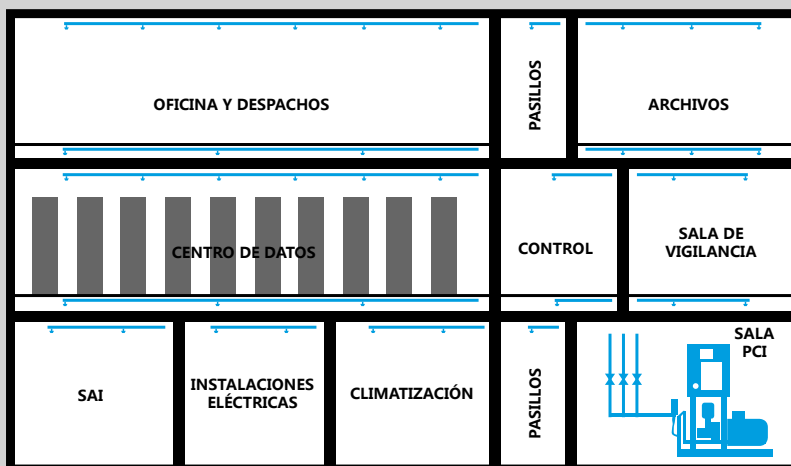 OFICINA Y DESPACHOS
PASILLOS
ARCHIVOS
CENTRO DE DATOS
CONTROL
SALA DE
VIGILANCIA
SAI
INSTALACIONES
ELÉCTRICAS
CLIMATIZACIÓN
PASILLOS
SALA
PCI